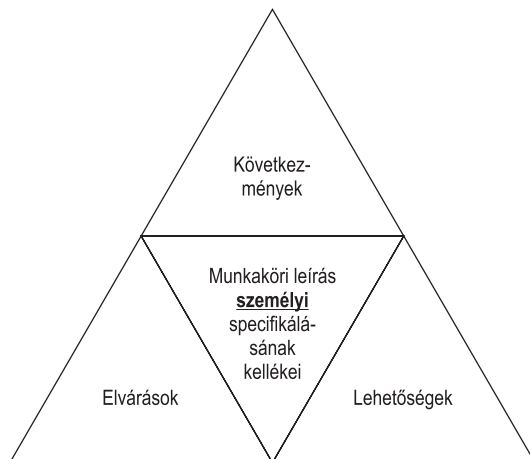 Következ-
mények
Munkaköri leírás
személyi
specifikálá-
sának
kellékei
Elvárások
Lehetőségek